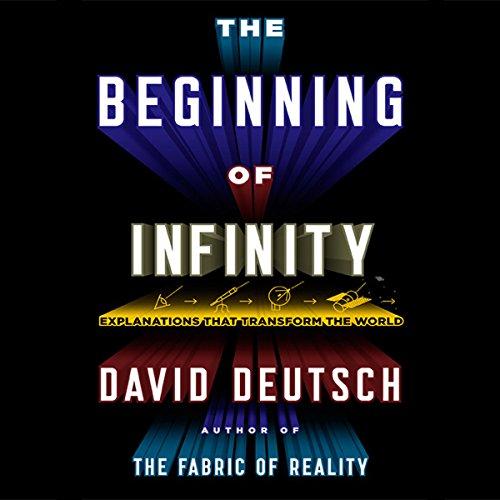 THE
BEGINNING
OF
INFINITY
EXPLANATIONS THAT TRANSFORM THE WORLD
DAVID DEUTSCH
AUTHOR OF
THE FABRIC OF REALITY